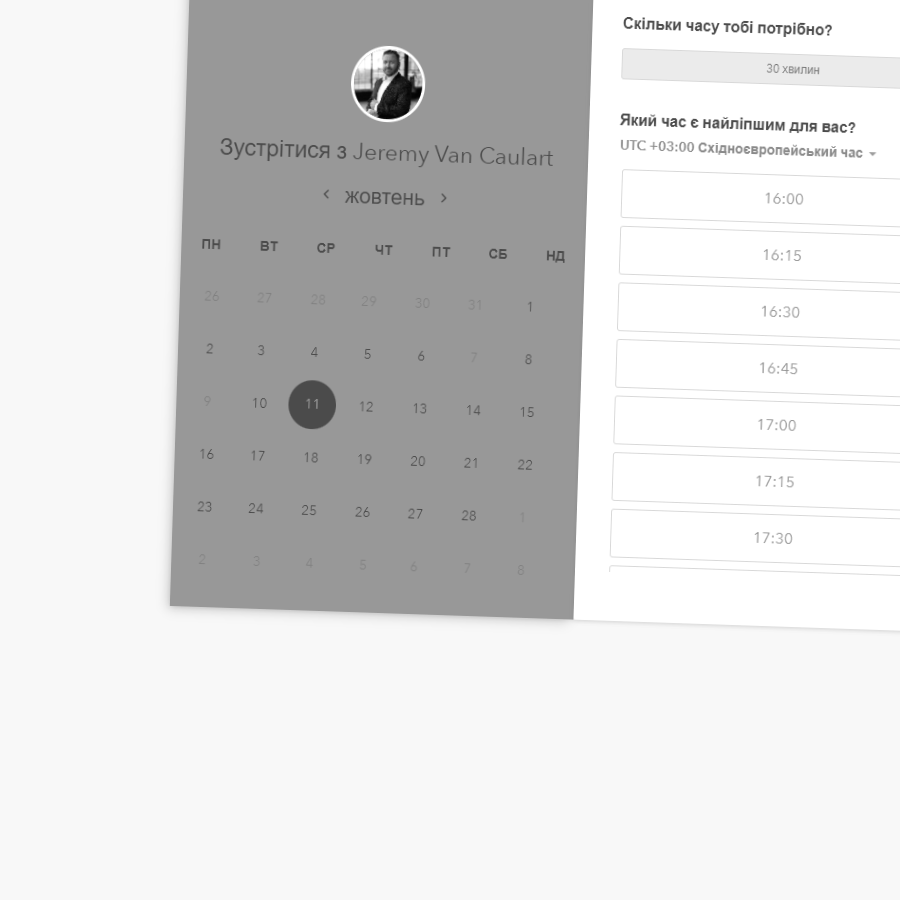 Зустрітися з Jeremy Van Caulart
‹ жовтень ›
ПН ВТ СР ЧТ ПТ СБ НД
26 27 28 29 30 31 1
2 3 4 5 6 7 8
9 10 11 12 13 14 15
16 17 18 19 20 21 22
23 24 25 26 27 28 1
2 3 4 5 6 7 8
Скільки часу тобі потрібно?
30 хвилин
Який час є найліпшим для вас?
UTC +03:00 Східноєвропейський час
16:00
16:15
16:30
16:45
17:00
17:15
17:30